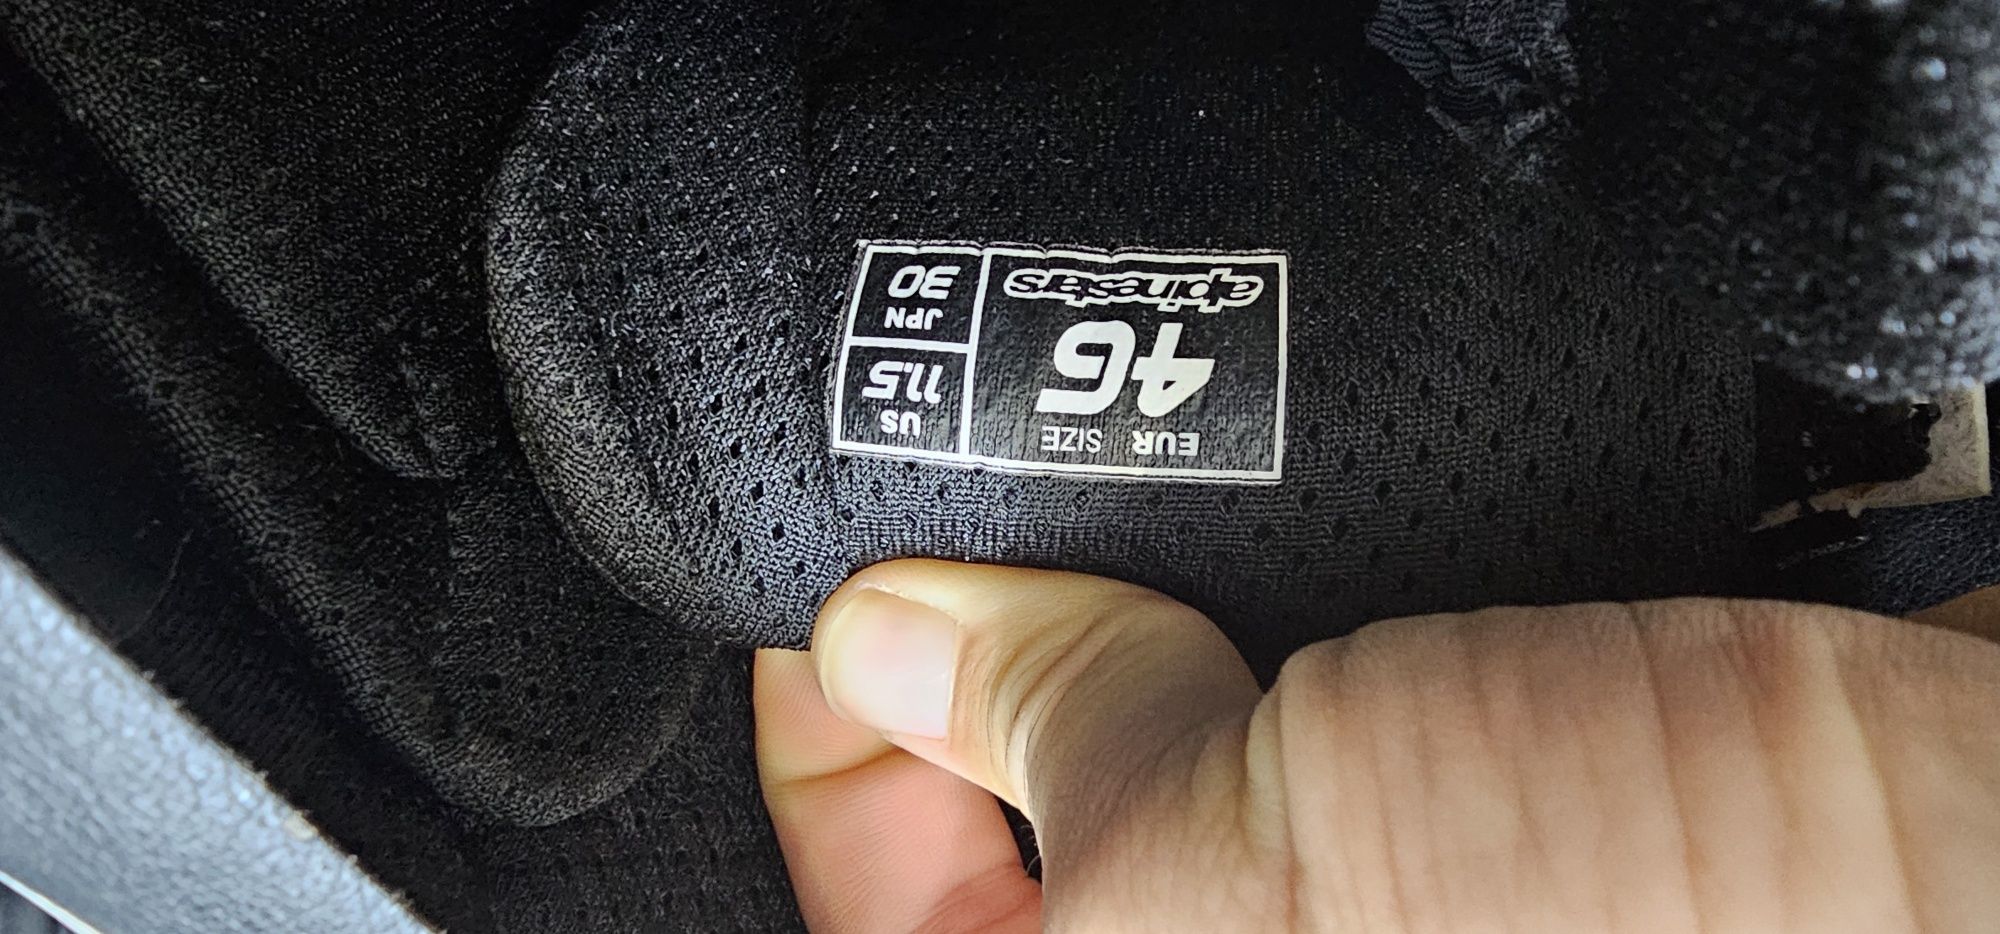 EUR SIZE
46
alpinestars
US
11.5
JPN
30